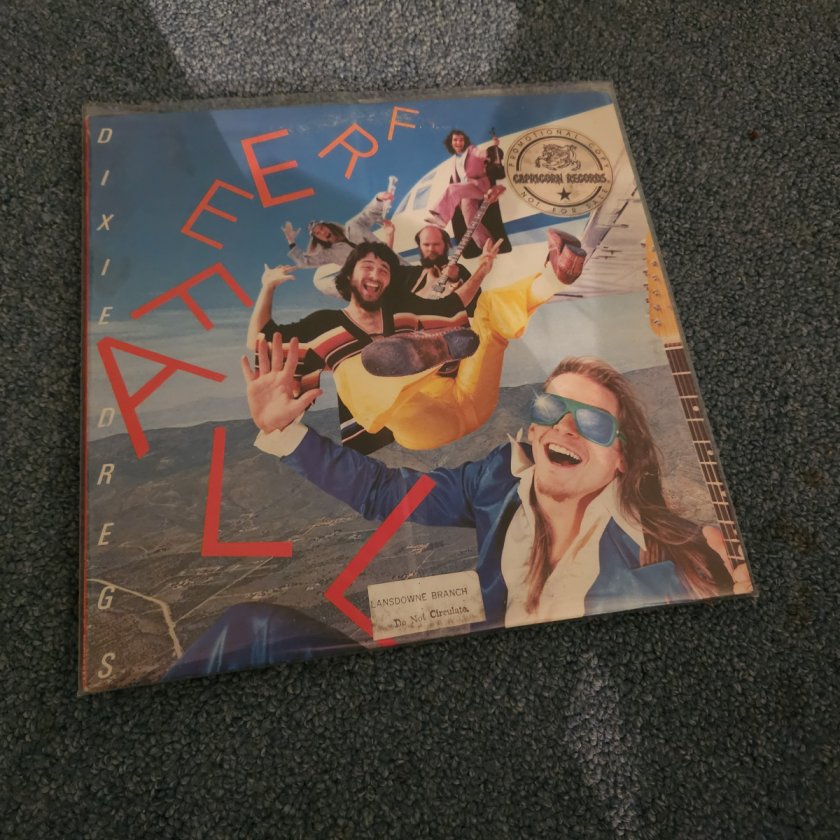 DIXIE DREGS
FREE FALL
PROMOTIONAL COPY
CAPRICORN RECORDS
NOT FOR SALE
LANSDOWNE BRANCH
Do Not Circulate